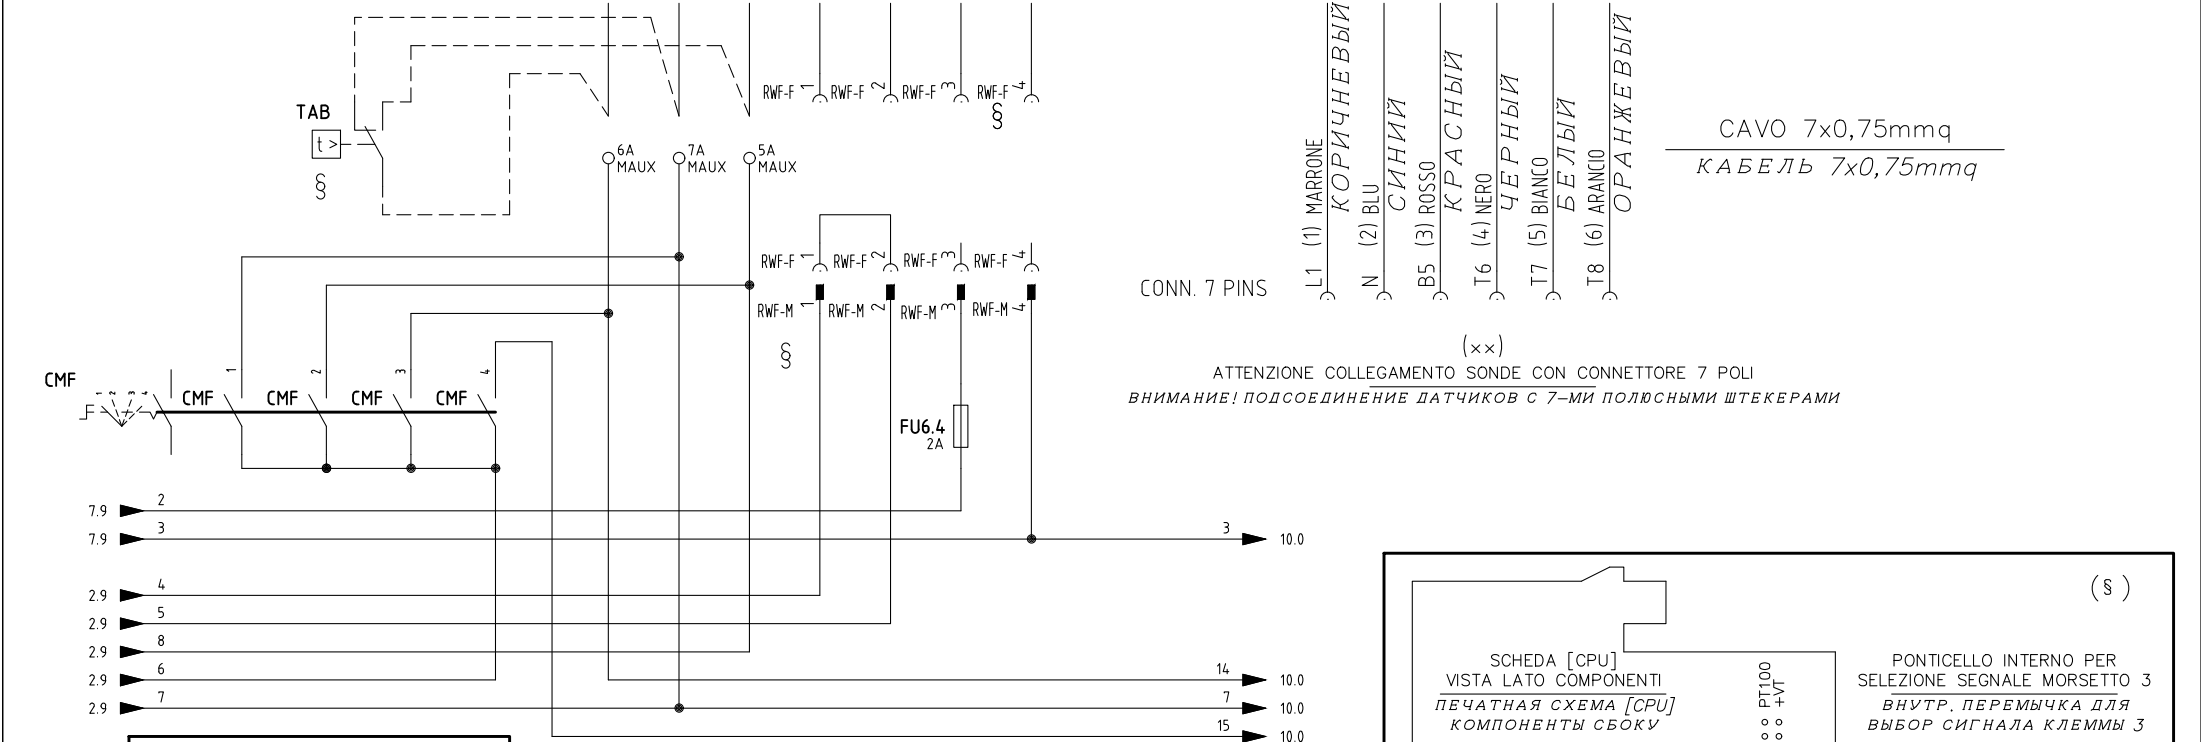 TAB
t >
§
6A
MAUX
7A
MAUX
5A
MAUX
RWF-F 1
RWF-F 2
RWF-F 3
RWF-F 4
§
RWF-F 1
RWF-F 2
RWF-F 3
RWF-F 4
RWF-M 1
RWF-M 2
RWF-M 3
RWF-M 4
§
CMF
1 2 3 4
CMF 1
CMF 2
CMF 3
CMF 4
FU6.4
2A
7.9 2
7.9 3
3 10.0
2.9 4
2.9 5
2.9 8
2.9 6
2.9 7
14 10.0
7 10.0
15 10.0
L1 (1) MARRONE
КОРИЧНЕВЫЙ
N (2) BLU
СИНИЙ
B5 (3) ROSSO
КРАСНЫЙ
T6 (4) NERO
ЧЕРНЫЙ
T7 (5) BIANCO
БЕЛЫЙ
T8 (6) ARANCIO
ОРАНЖЕВЫЙ
CAVO 7x0,75mmq
КАБЕЛЬ 7x0,75mmq
CONN. 7 PINS
(xx)
ATTENZIONE COLLEGAMENTO SONDE CON CONNETTORE 7 POLI
ВНИМАНИЕ! ПОДСОЕДИНЕНИЕ ДАТЧИКОВ С 7-МИ ПОЛЮСНЫМИ ШТЕКЕРАМИ
(§ )
SCHEDA [CPU]
VISTA LATO COMPONENTI
ПЕЧАТНАЯ СХЕМА [CPU]
КОМПОНЕНТЫ СБОКУ
PT100
+VT
PONTICELLO INTERNO PER
SELEZIONE SEGNALE MORSETTO 3
ВНУТР. ПЕРЕМЫЧКА ДЛЯ
ВЫБОР СИГНАЛА КЛЕММЫ 3